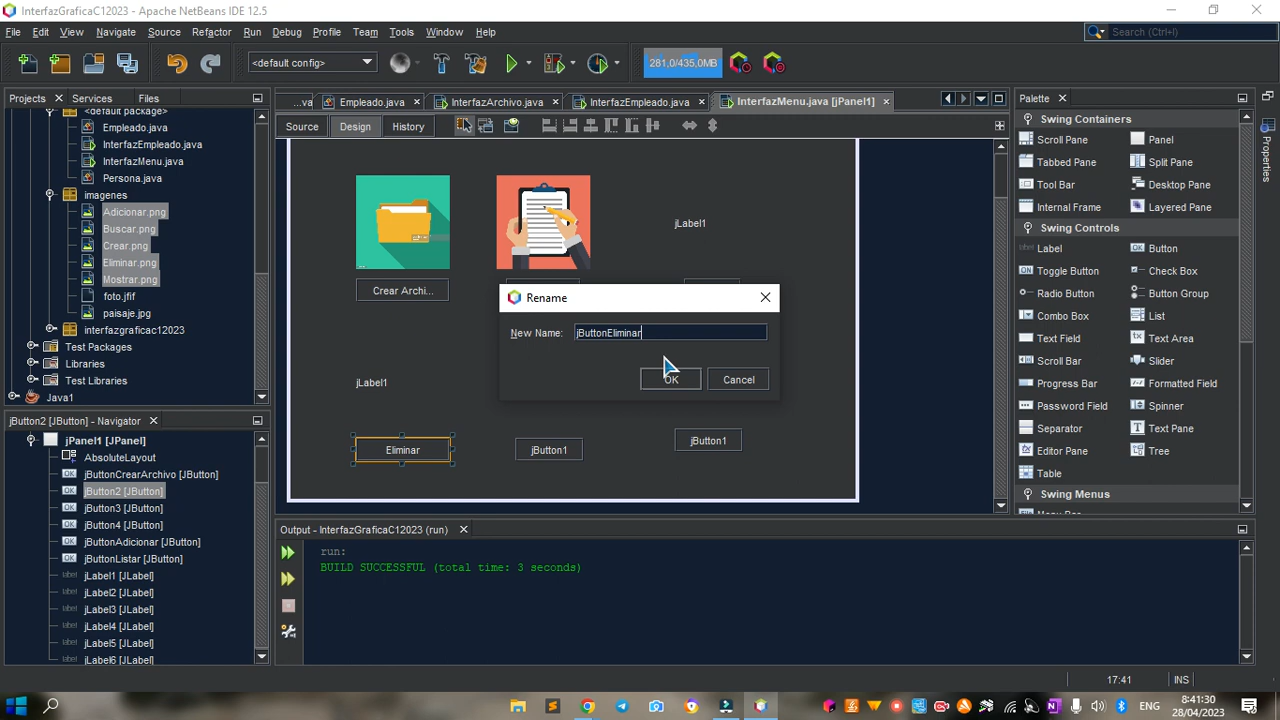 InterfazGraficaC12023 - Apache NetBeans IDE 12.5
File Edit View Navigate Source Refactor Run Debug Profile Team Tools Window Help
Search (Ctrl+I)
<default config>
281,0/435,0MB
Projects Services Files
...va Empleado.java InterfazArchivo.java InterfazEmpleado.java InterfazMenu.java [jPanel1]
Palette
Source Design History
<default package>
Empleado.java
InterfazEmpleado.java
InterfazMenu.java
Persona.java
imagenes
Adicionar.png
Buscar.png
Crear.png
Eliminar.png
Mostrar.png
foto.jfif
paisaje.jpg
interfazgraficac12023
Test Packages
Libraries
Test Libraries
Java1
jButton2 [JButton] - Navigator
jPanel1 [JPanel]
AbsoluteLayout
jButtonCrearArchivo [JButton]
jButton2 [JButton]
jButton3 [JButton]
jButton4 [JButton]
jButtonAdicionar [JButton]
jButtonListar [JButton]
jLabel1 [JLabel]
jLabel2 [JLabel]
jLabel3 [JLabel]
jLabel4 [JLabel]
jLabel5 [JLabel]
jLabel6 [JLabel]
jLabel1
Crear Archi...
jLabel1
Eliminar
jButton1
jButton1
Rename
New Name: jButtonEliminar
OK Cancel
Output - InterfazGraficaC12023 (run)
run:
BUILD SUCCESSFUL (total time: 3 seconds)
Swing Containers
Scroll Pane Panel
Tabbed Pane Split Pane
Tool Bar Desktop Pane
Internal Frame Layered Pane
Swing Controls
Label Button
Toggle Button Check Box
Radio Button Button Group
Combo Box List
Text Field Text Area
Scroll Bar Slider
Progress Bar Formatted Field
Password Field Spinner
Separator Text Pane
Editor Pane Tree
Table
Swing Menus
Properties
17:41 INS
ENG
8:41:30
28/04/2023